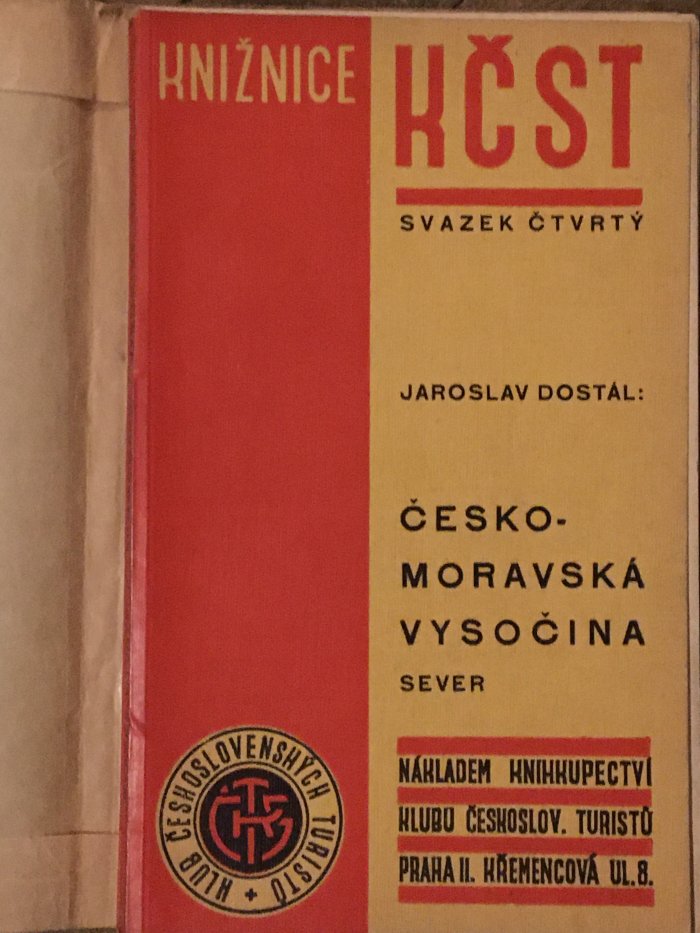 KNIŽNICE
KČST
SVAZEK ČTVRTÝ
JAROSLAV DOSTÁL:
ČESKO-
MORAVSKÁ
VYSOČINA
SEVER
NÁKLADEM KNIHKUPECTVÍ
KLUBU ČESKOSLOV. TURISTŮ
PRAHA II. KŘEMENCOVÁ UL. 8.
KLUB ČESKOSLOVENSKÝCH TURISTŮ +
KČST